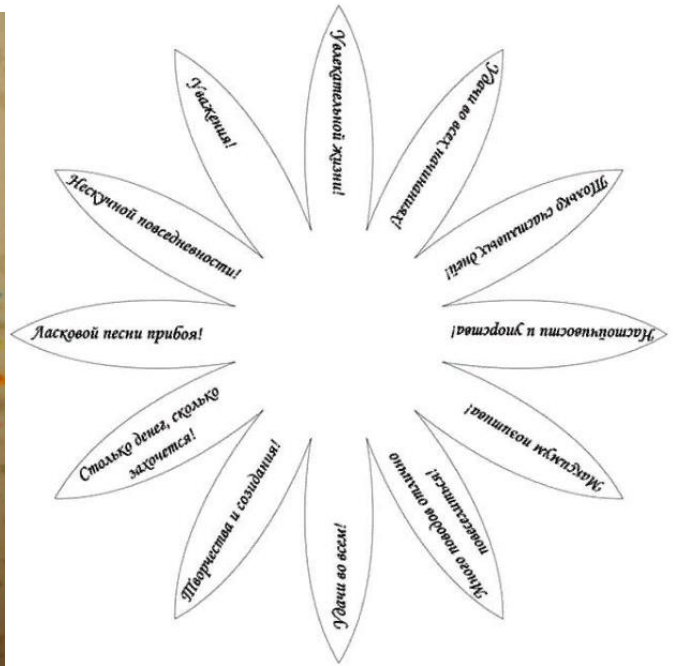 Увлекательной жизни!
Удачи во всех начинаниях!
Только счастливых дней!
Настойчивости и упорства!
Максимум позитива!
Много поводов отлично
повеселиться!
Удачи во всем!
Творчества и созидания!
Столько денег, сколько
захочется!
Ласковой песни прибоя!
Нескучной повседневности!
Уважения!